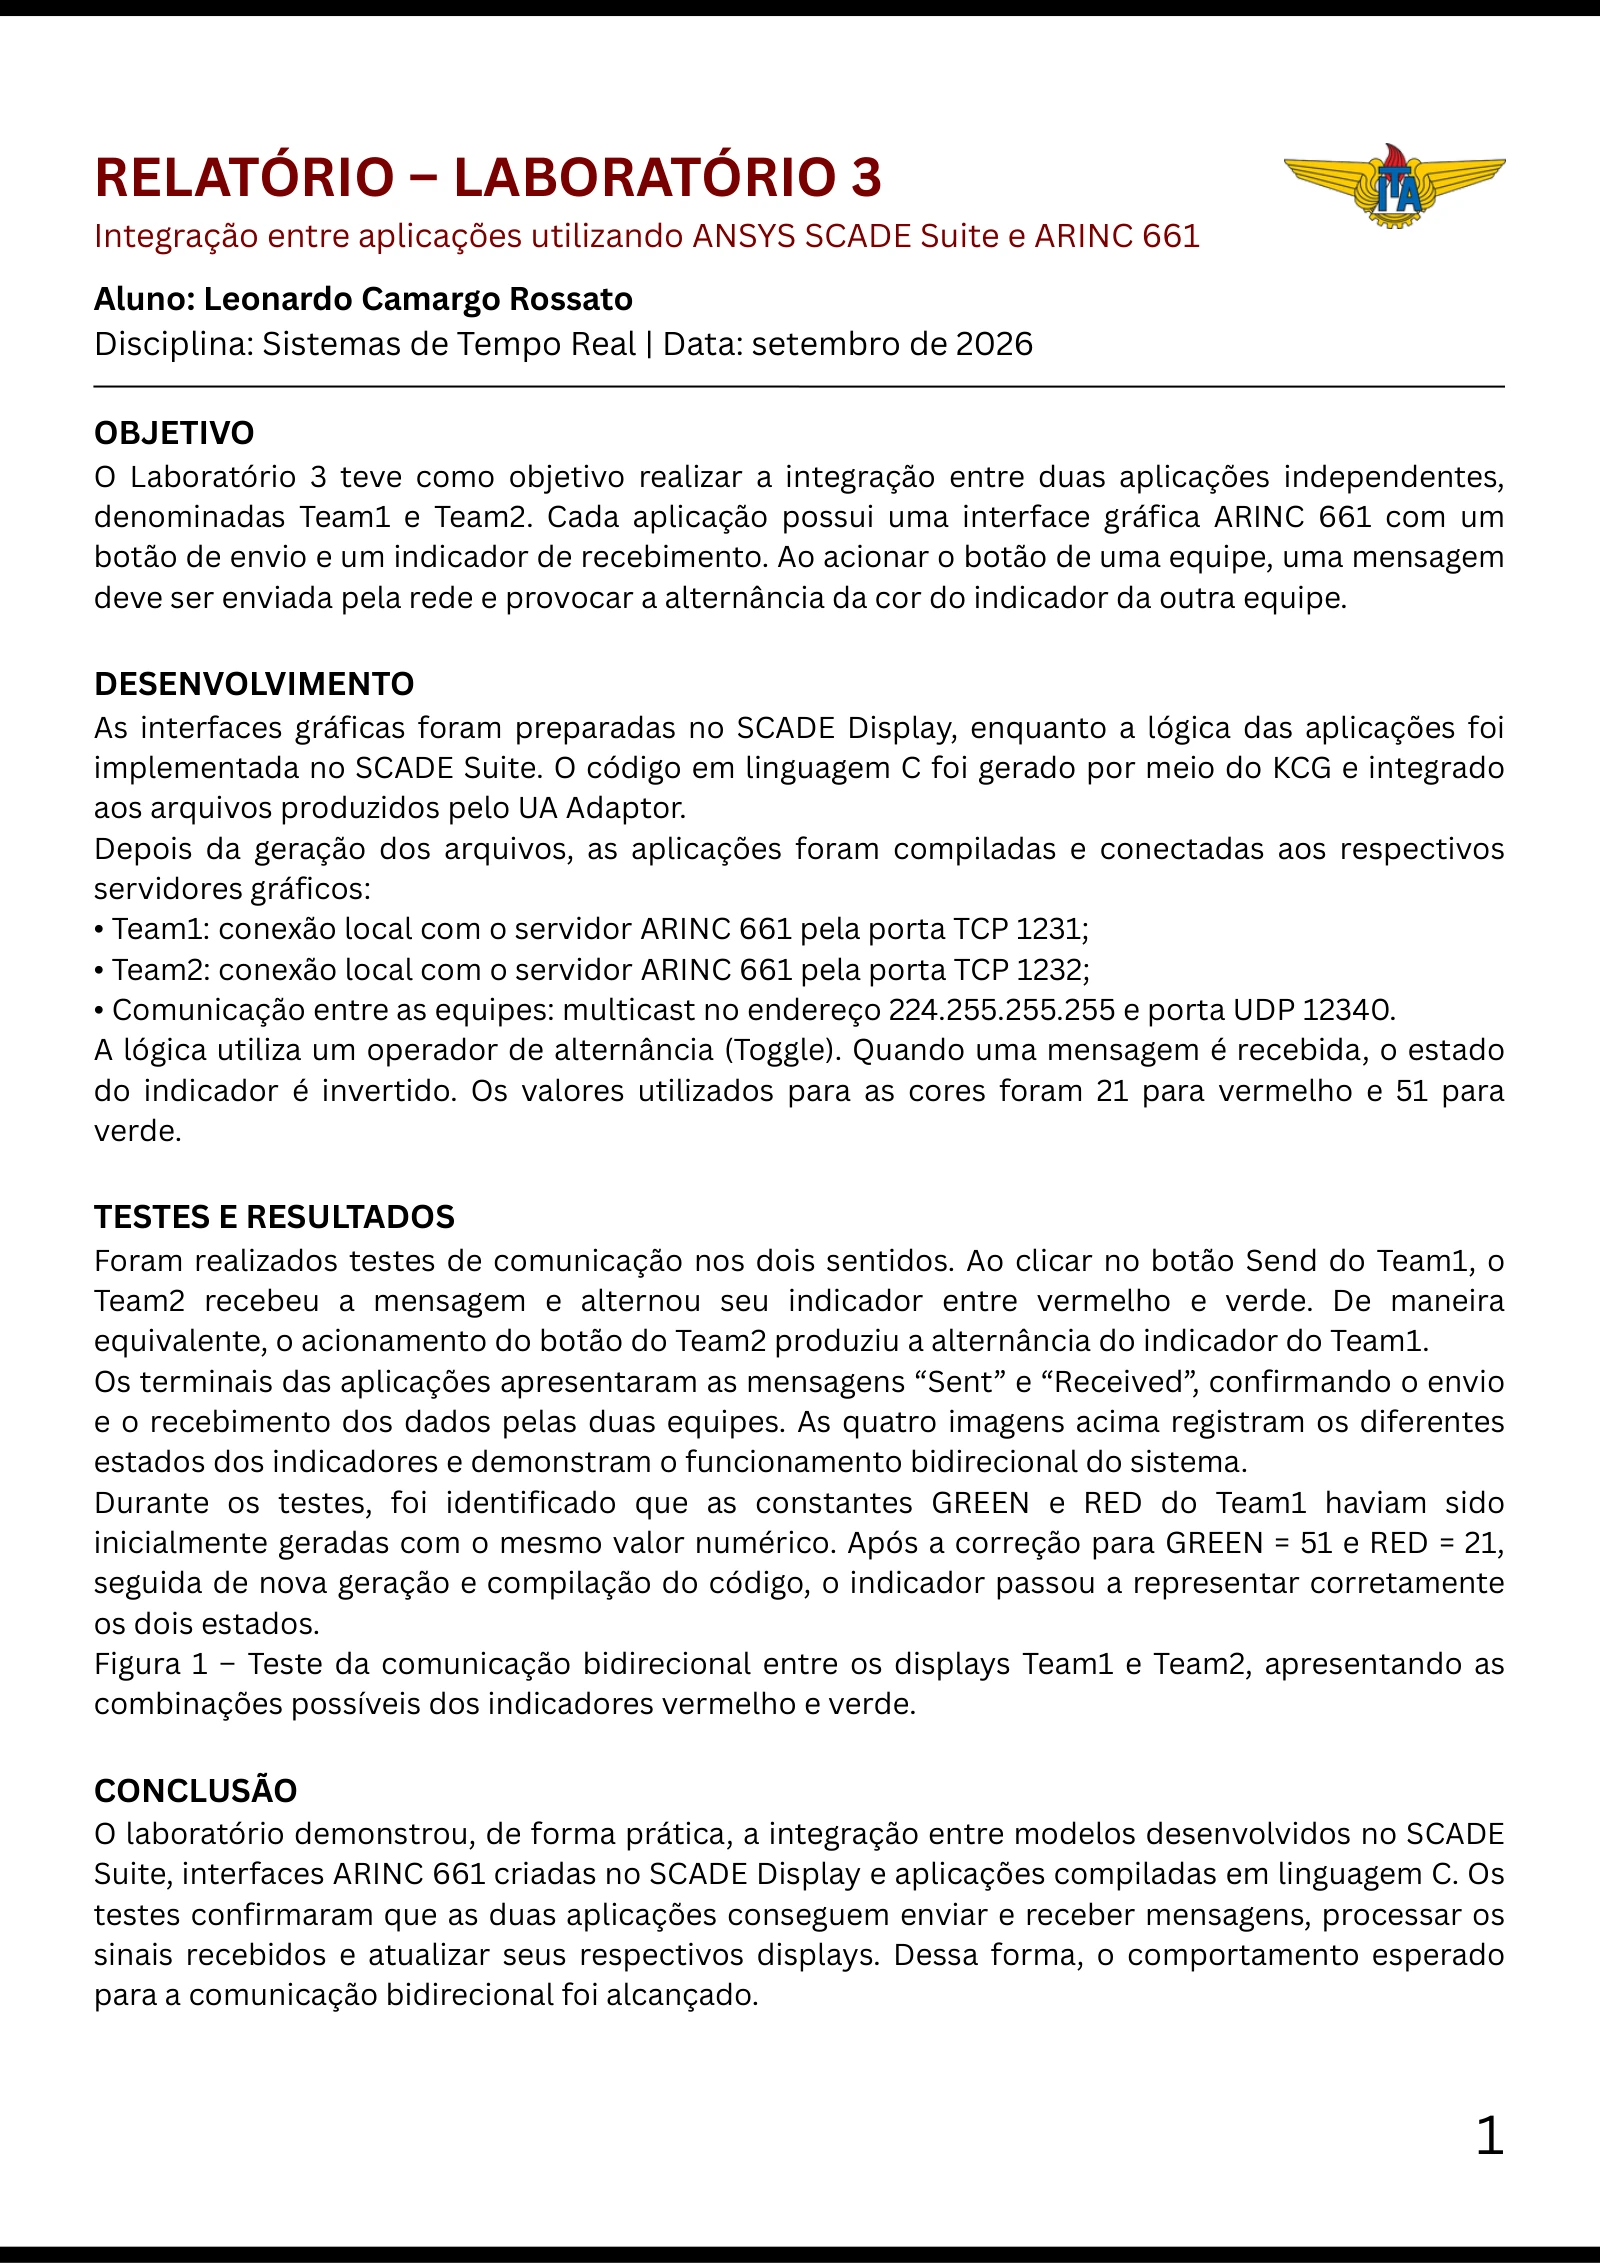 RELATÓRIO – LABORATÓRIO 3
ITA
Integração entre aplicações utilizando ANSYS SCADE Suite e ARINC 661
Aluno: Leonardo Camargo Rossato
Disciplina: Sistemas de Tempo Real | Data: setembro de 2026
OBJETIVO
O Laboratório 3 teve como objetivo realizar a integração entre duas aplicações independentes,
denominadas Team1 e Team2. Cada aplicação possui uma interface gráfica ARINC 661 com um
botão de envio e um indicador de recebimento. Ao acionar o botão de uma equipe, uma mensagem
deve ser enviada pela rede e provocar a alternância da cor do indicador da outra equipe.
DESENVOLVIMENTO
As interfaces gráficas foram preparadas no SCADE Display, enquanto a lógica das aplicações foi
implementada no SCADE Suite. O código em linguagem C foi gerado por meio do KCG e integrado
aos arquivos produzidos pelo UA Adaptor.
Depois da geração dos arquivos, as aplicações foram compiladas e conectadas aos respectivos
servidores gráficos:
• Team1: conexão local com o servidor ARINC 661 pela porta TCP 1231;
• Team2: conexão local com o servidor ARINC 661 pela porta TCP 1232;
• Comunicação entre as equipes: multicast no endereço 224.255.255.255 e porta UDP 12340.
A lógica utiliza um operador de alternância (Toggle). Quando uma mensagem é recebida, o estado
do indicador é invertido. Os valores utilizados para as cores foram 21 para vermelho e 51 para
verde.
TESTES E RESULTADOS
Foram realizados testes de comunicação nos dois sentidos. Ao clicar no botão Send do Team1, o
Team2 recebeu a mensagem e alternou seu indicador entre vermelho e verde. De maneira
equivalente, o acionamento do botão do Team2 produziu a alternância do indicador do Team1.
Os terminais das aplicações apresentaram as mensagens “Sent” e “Received”, confirmando o envio
e o recebimento dos dados pelas duas equipes. As quatro imagens acima registram os diferentes
estados dos indicadores e demonstram o funcionamento bidirecional do sistema.
Durante os testes, foi identificado que as constantes GREEN e RED do Team1 haviam sido
inicialmente geradas com o mesmo valor numérico. Após a correção para GREEN = 51 e RED = 21,
seguida de nova geração e compilação do código, o indicador passou a representar corretamente
os dois estados.
Figura 1 – Teste da comunicação bidirecional entre os displays Team1 e Team2, apresentando as
combinações possíveis dos indicadores vermelho e verde.
CONCLUSÃO
O laboratório demonstrou, de forma prática, a integração entre modelos desenvolvidos no SCADE
Suite, interfaces ARINC 661 criadas no SCADE Display e aplicações compiladas em linguagem C. Os
testes confirmaram que as duas aplicações conseguem enviar e receber mensagens, processar os
sinais recebidos e atualizar seus respectivos displays. Dessa forma, o comportamento esperado
para a comunicação bidirecional foi alcançado.
1